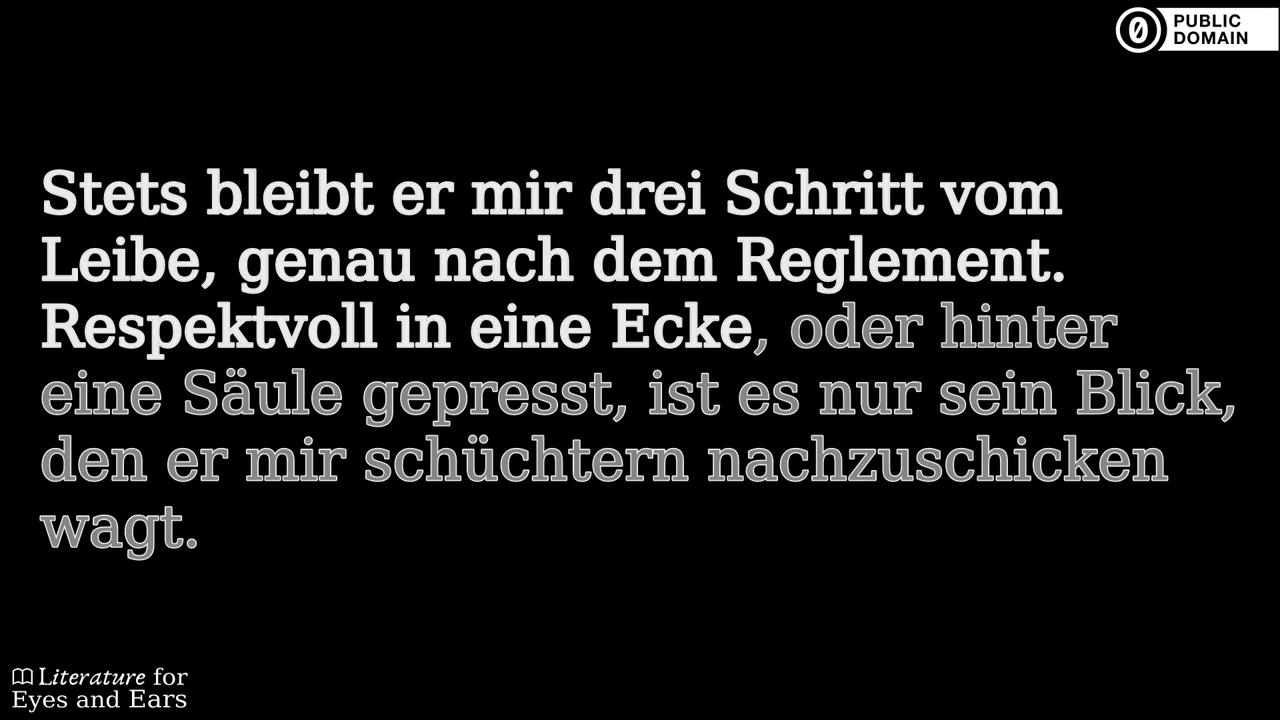 PUBLIC
DOMAIN
Stets bleibt er mir drei Schritt vom
Leibe, genau nach dem Reglement.
Respektvoll in eine Ecke, oder hinter
eine Säule gepresst, ist es nur sein Blick,
den er mir schüchtern nachzuschicken
wagt.
Literature for
Eyes and Ears